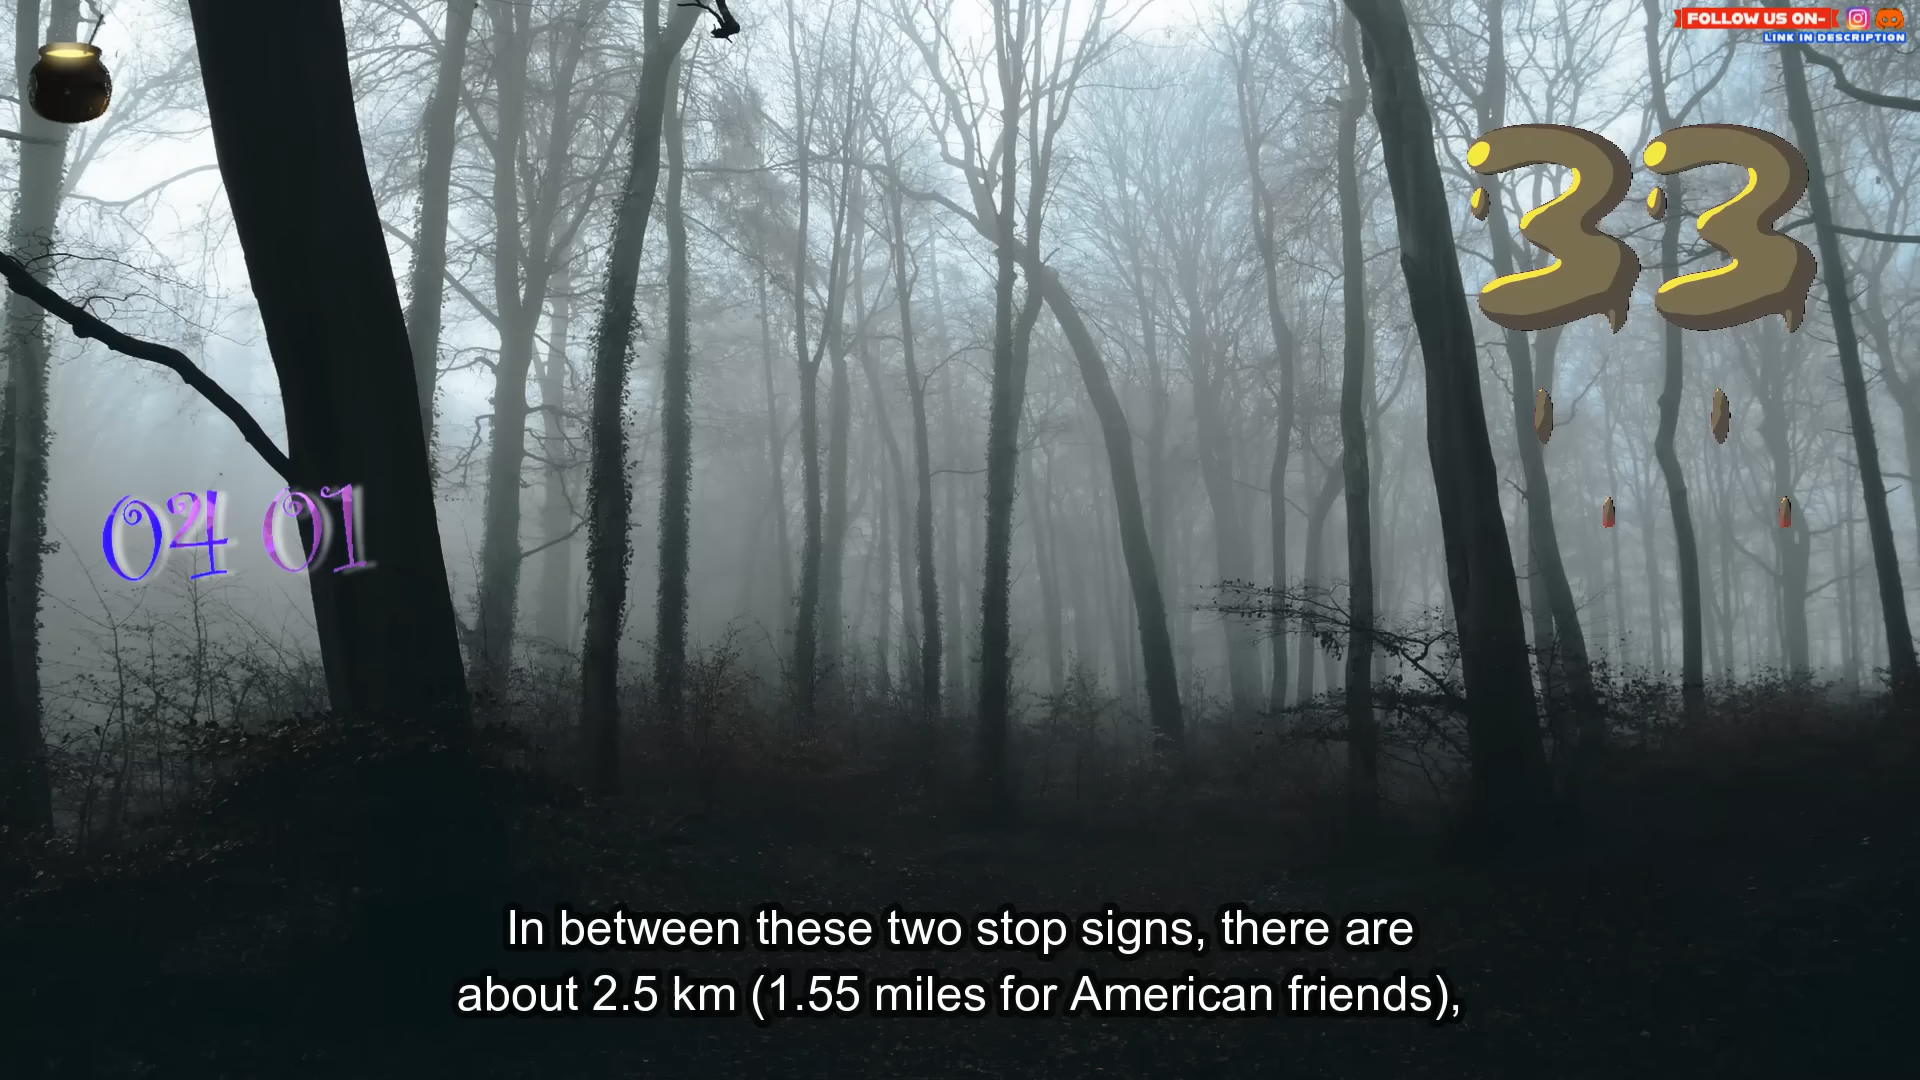 FOLLOW US ON-
LINK IN DESCRIPTION
33
04 01
In between these two stop signs, there are
about 2.5 km (1.55 miles for American friends),